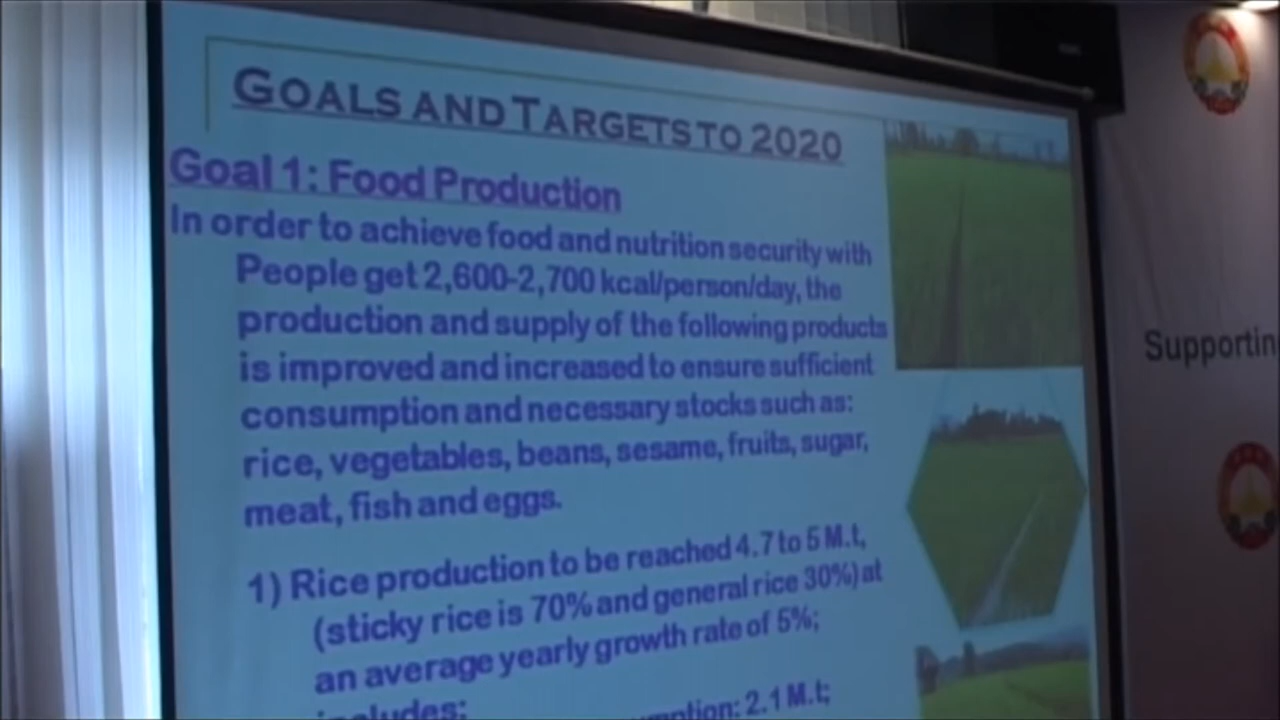 GOALS AND TARGETS TO 2020
Goal 1: Food Production
In order to achieve food and nutrition security with
People get 2,600-2,700 kcal/person/day, the
production and supply of the following products
is improved and increased to ensure sufficient
consumption and necessary stocks such as:
rice, vegetables, beans, sesame, fruits, sugar,
meat, fish and eggs.
1) Rice production to be reached 4.7 to 5 M.t,
(sticky rice is 70% and general rice 30%) at
an average yearly growth rate of 5%;
includes:
2.1 M.t;
Supportin